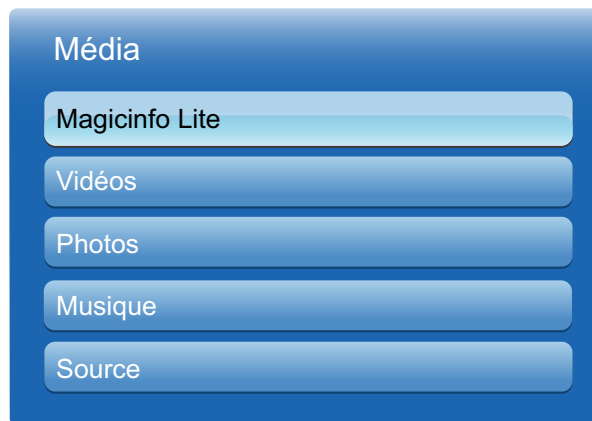 Média
Magicinfo Lite
Vidéos
Photos
Musique
Source